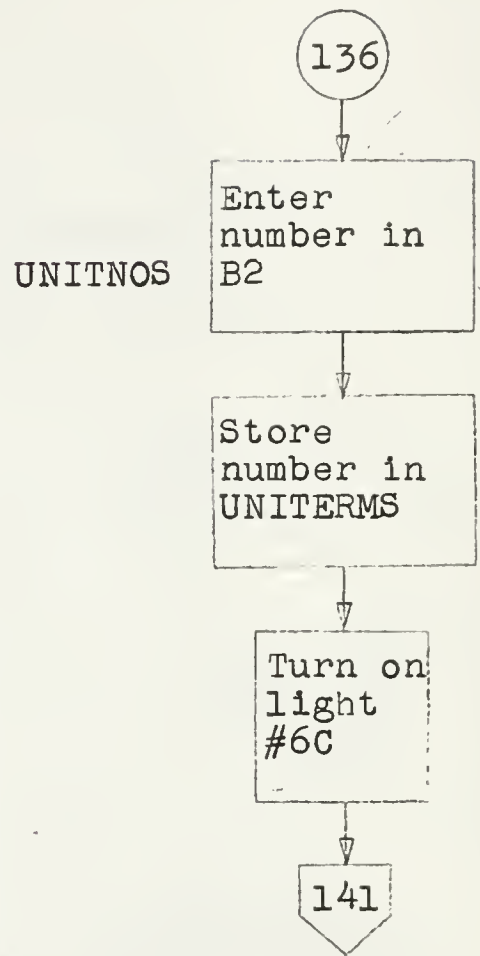 136
Enter
number in
B2
UNITNOS
Store
number in
UNITERMS
Turn on
light
#6C
141